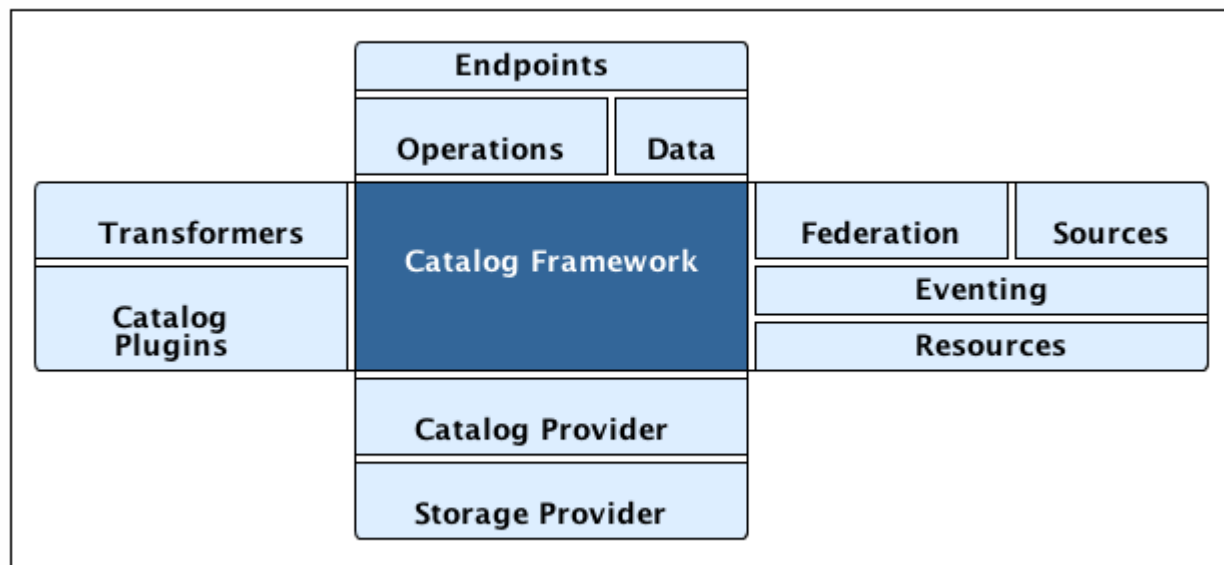 Endpoints
Operations
Data
Transformers
Catalog Framework
Federation
Sources
Eventing
Catalog
Plugins
Resources
Catalog Provider
Storage Provider